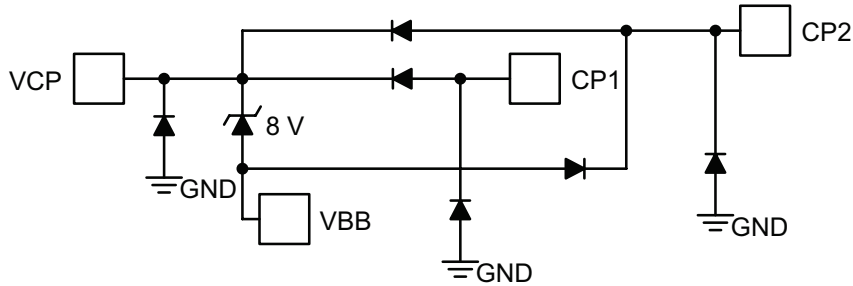 CP2
VCP
CP1
8 V
GND
VBB
GND
GND